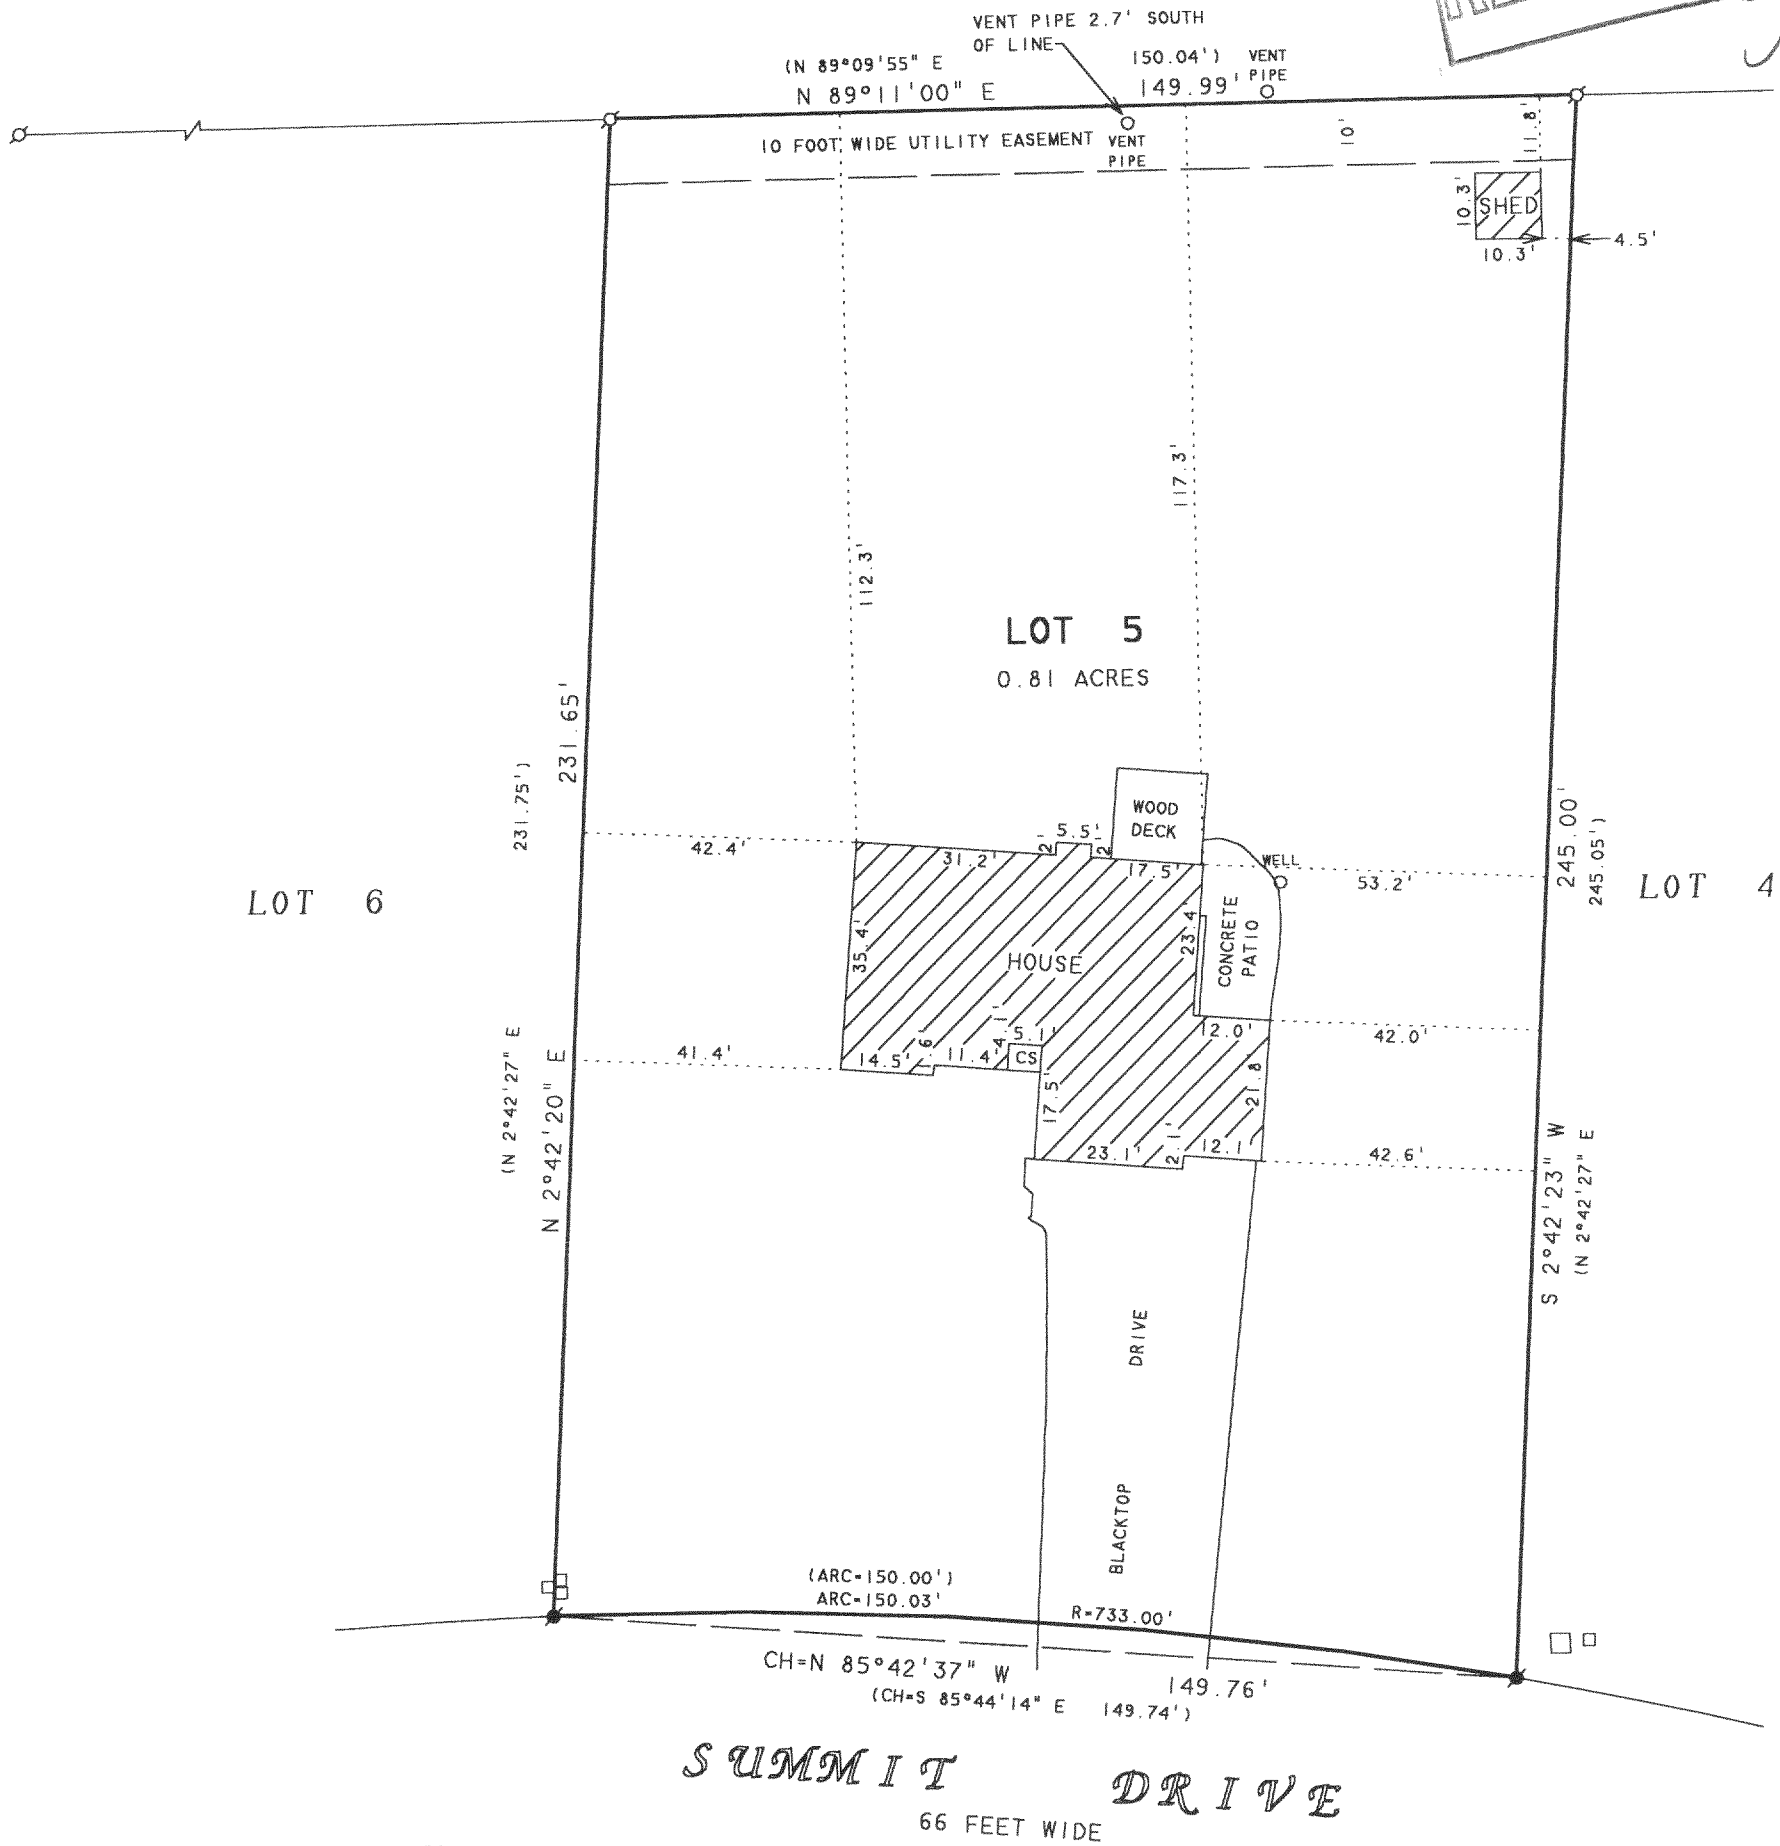 VENT PIPE 2.7' SOUTH
OF LINE
(N 89°09'55" E 150.04')
N 89°11'00" E 149.99'
VENT
PIPE
10 FOOT WIDE UTILITY EASEMENT
VENT
PIPE
10'
11.8'
10.3'
SHED
10.3'
4.5'
117.3'
112.3'
LOT 5
0.81 ACRES
231.65'
231.75')
245.00'
245.05')
WOOD
DECK
5.5'
2'
2'
42.4'
31.2'
17.5'
WELL
53.2'
LOT 6
LOT 4
35.4'
HOUSE
23.4'
CONCRETE
PATIO
12.0'
42.0'
41.4'
14.5'
1.6'
11.4'
4.1'
5.1'
CS
17.5'
21.8'
23.1'
2.1'
12.1'
42.6'
(N 2°42'27" E
N 2°42'20" E
S 2°42'23" W
(N 2°42'27" E
BLACKTOP DRIVE
(ARC=150.00')
ARC=150.03'
R=733.00'
CH=N 85°42'37" W 149.76'
(CH=S 85°44'14" E 149.74')
SUMMIT DRIVE
66 FEET WIDE